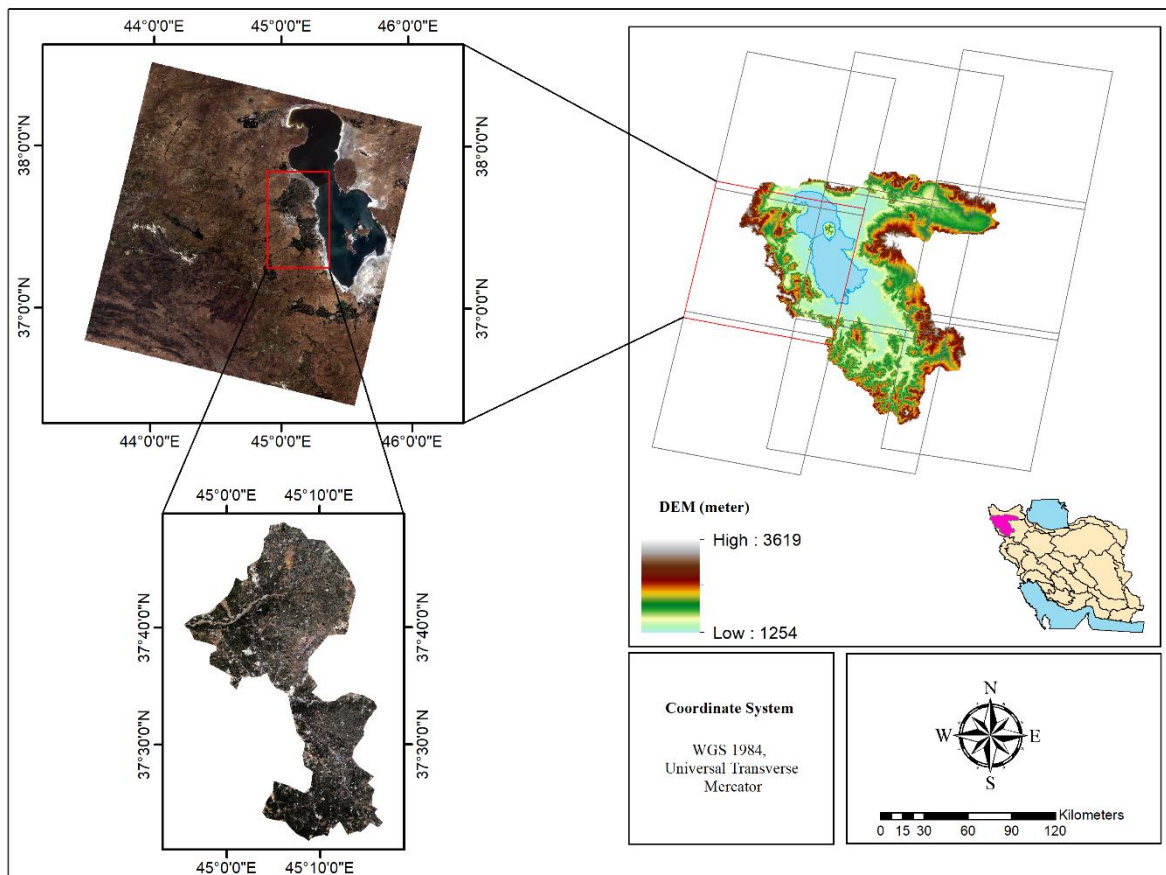 44°0'0"E 45°0'0"E 46°0'0"E
38°0'0"N
38°0'0"N
37°0'0"N
37°0'0"N
44°0'0"E 45°0'0"E 46°0'0"E
45°0'0"E 45°10'0"E
37°40'0"N
37°40'0"N
37°30'0"N
37°30'0"N
45°0'0"E 45°10'0"E
DEM (meter)
High : 3619
Low : 1254
Coordinate System
WGS 1984,
Universal Transverse
Mercator
N
W E
S
Kilometers
0 15 30 60 90 120